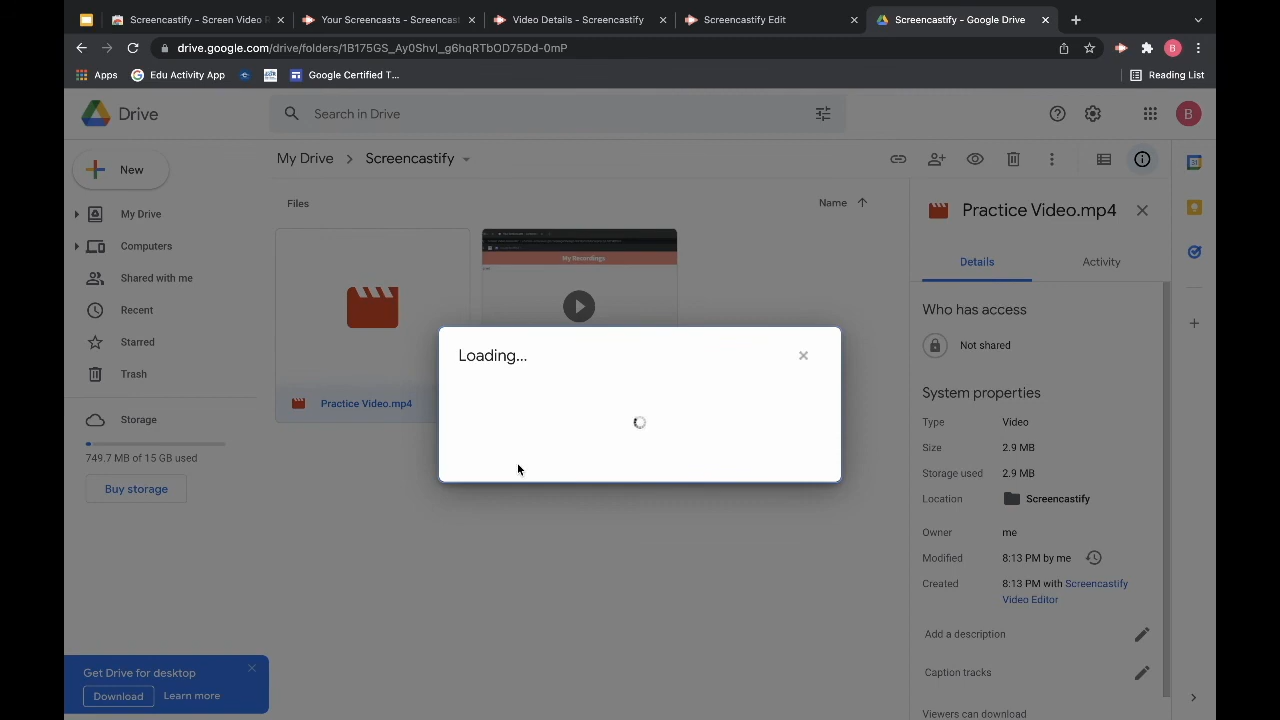 Screencastify - Screen Video R
Your Screencasts - Screencast
Video Details - Screencastify
Screencastify Edit
Screencastify - Google Drive
drive.google.com/drive/folders/1B175GS_Ay0Shvl_g6hqRTbOD75Dd-0mP
B
Apps
Edu Activity App
Google Certified T...
Reading List
Drive
Search in Drive
B
New
My Drive
Screencastify
My Drive
Computers
Shared with me
Recent
Starred
Trash
Storage
749.7 MB of 15 GB used
Buy storage
Get Drive for desktop
Download
Learn more
Files
Name
My Recordings
Practice Video.mp4
Loading...
Practice Video.mp4
Details
Activity
Who has access
Not shared
System properties
Type Video
Size 2.9 MB
Storage used 2.9 MB
Location Screencastify
Owner me
Modified 8:13 PM by me
Created 8:13 PM with Screencastify
Video Editor
Add a description
Caption tracks
Viewers can download